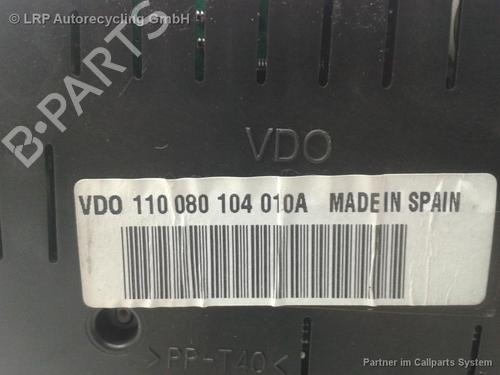 © LRP Autorecycling GmbH
B-PARTS
VDO
VDO 110 080 104 010A MADE IN SPAIN
>PP-T40<
Partner im Callparts System